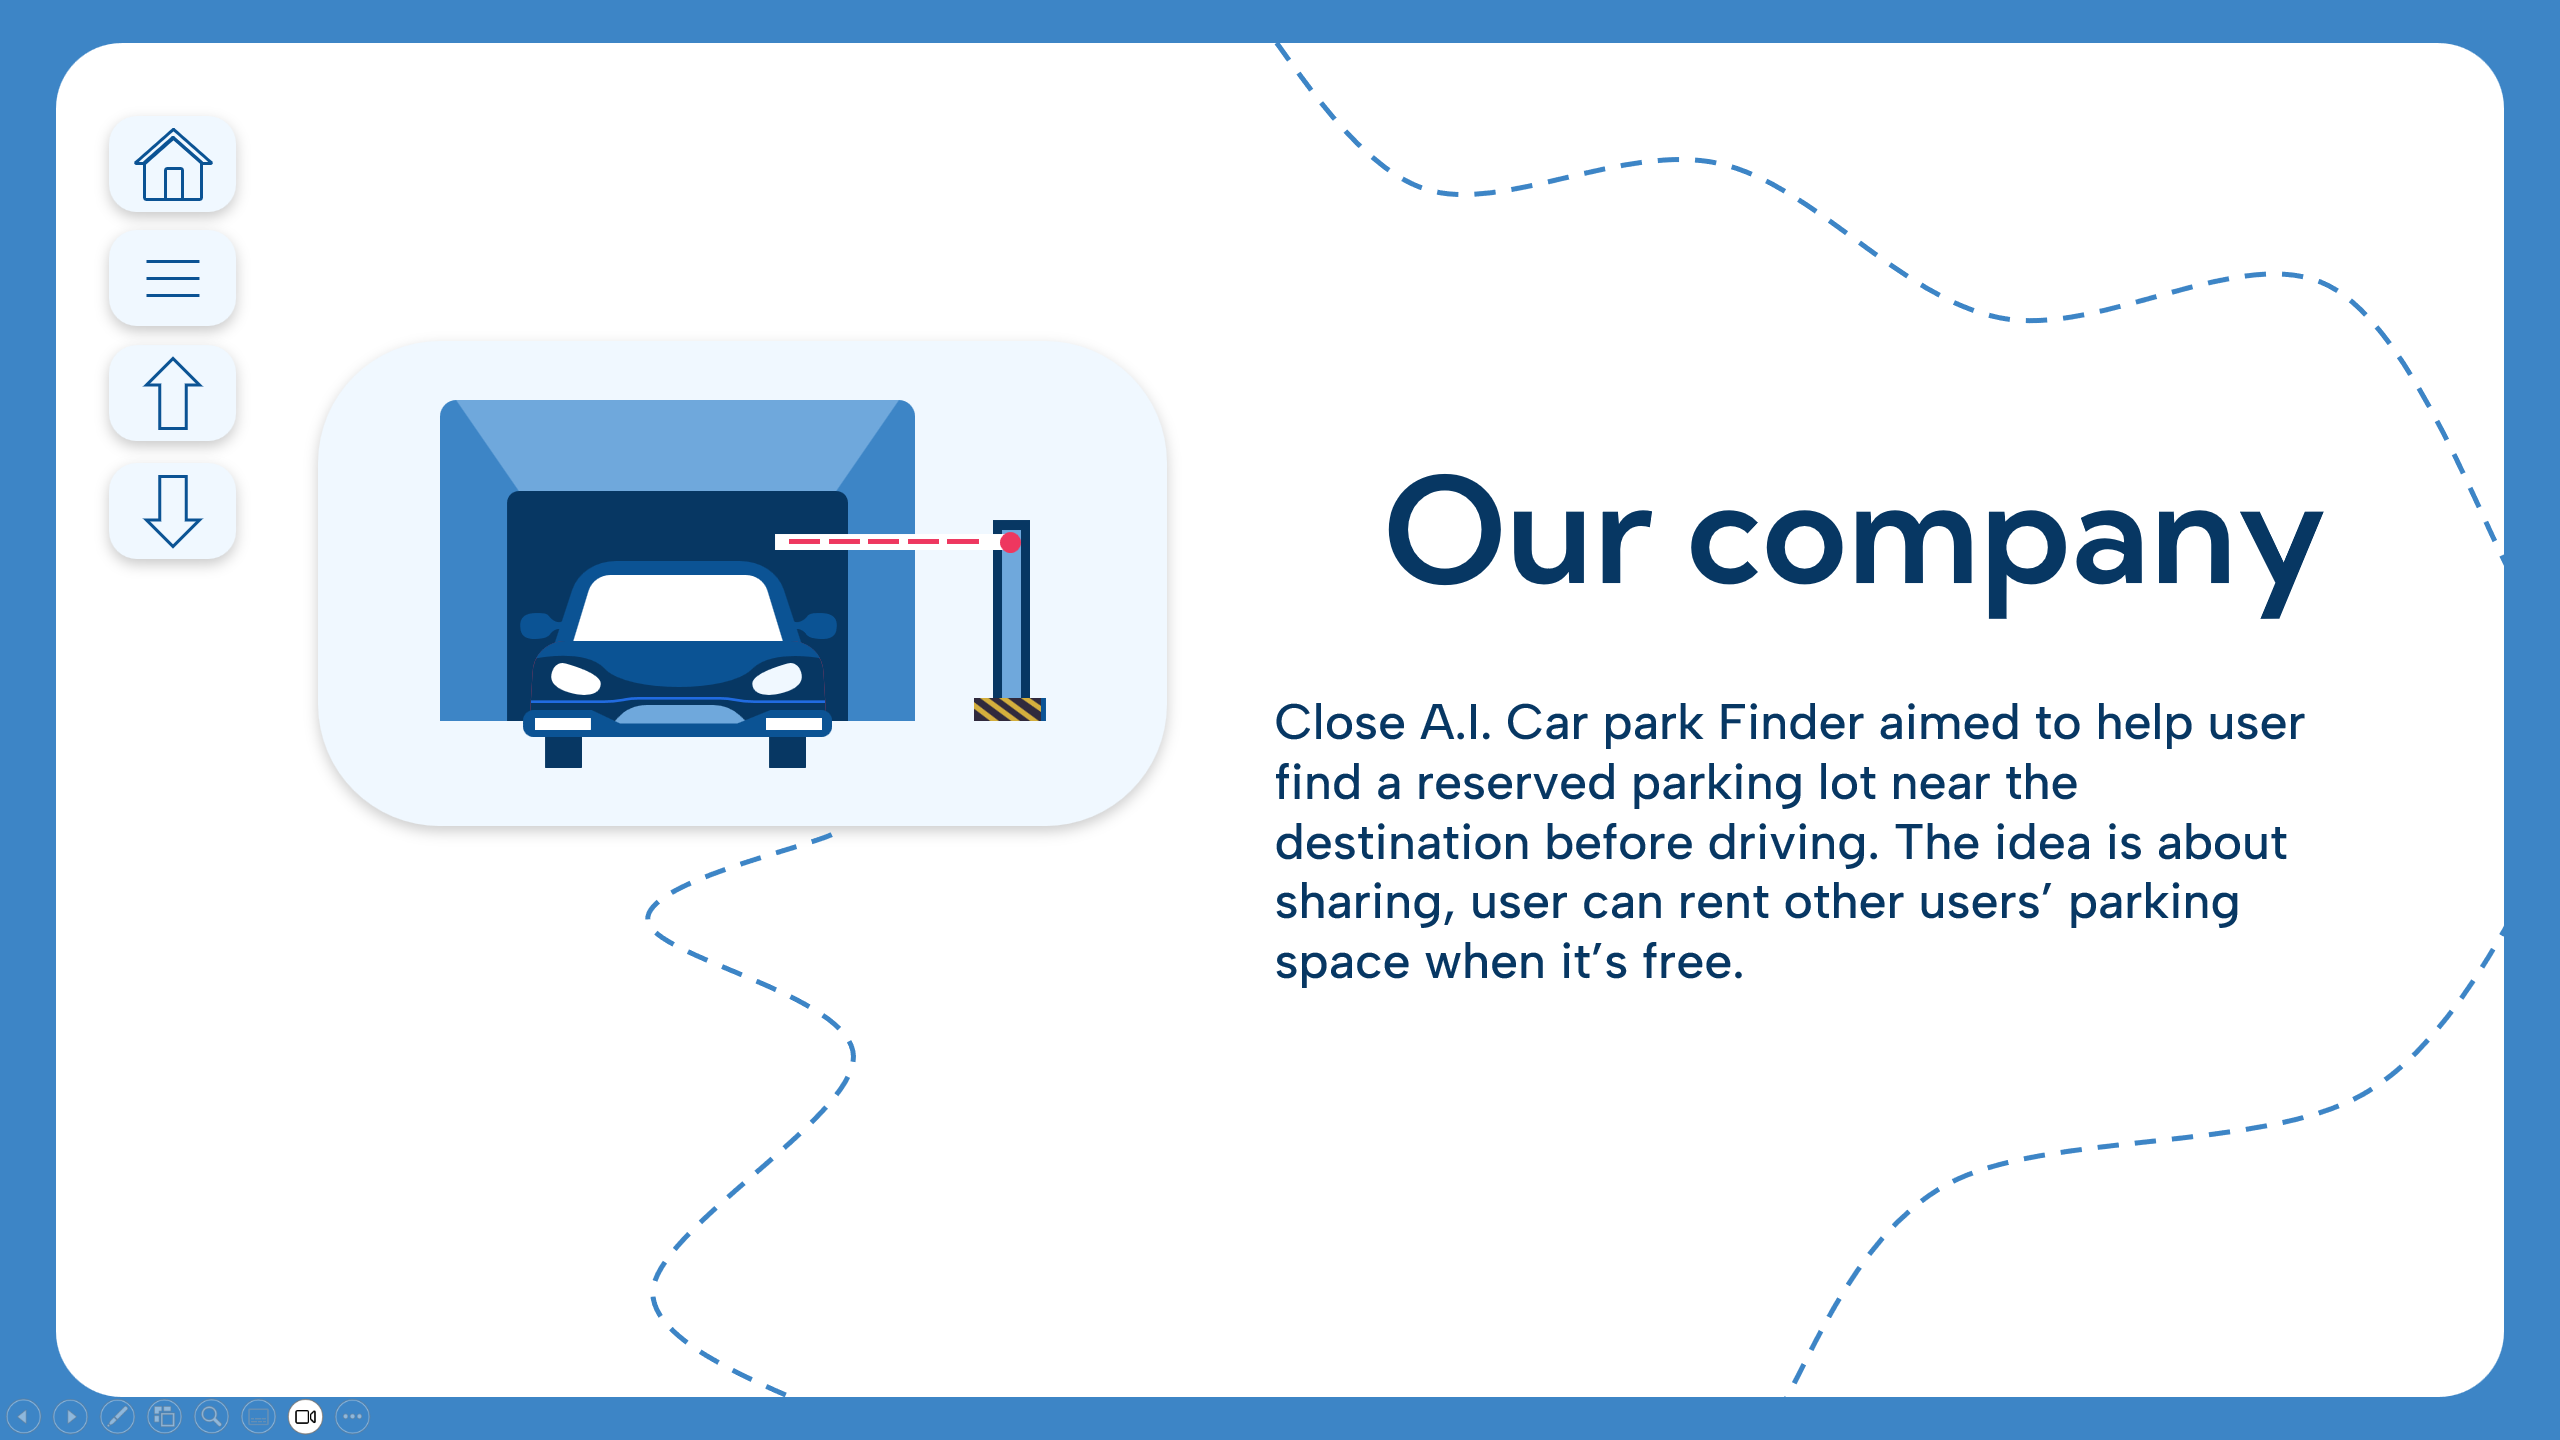 Our company
Close A.I. Car park Finder aimed to help user
find a reserved parking lot near the
destination before driving. The idea is about
sharing, user can rent other users’ parking
space when it’s free.